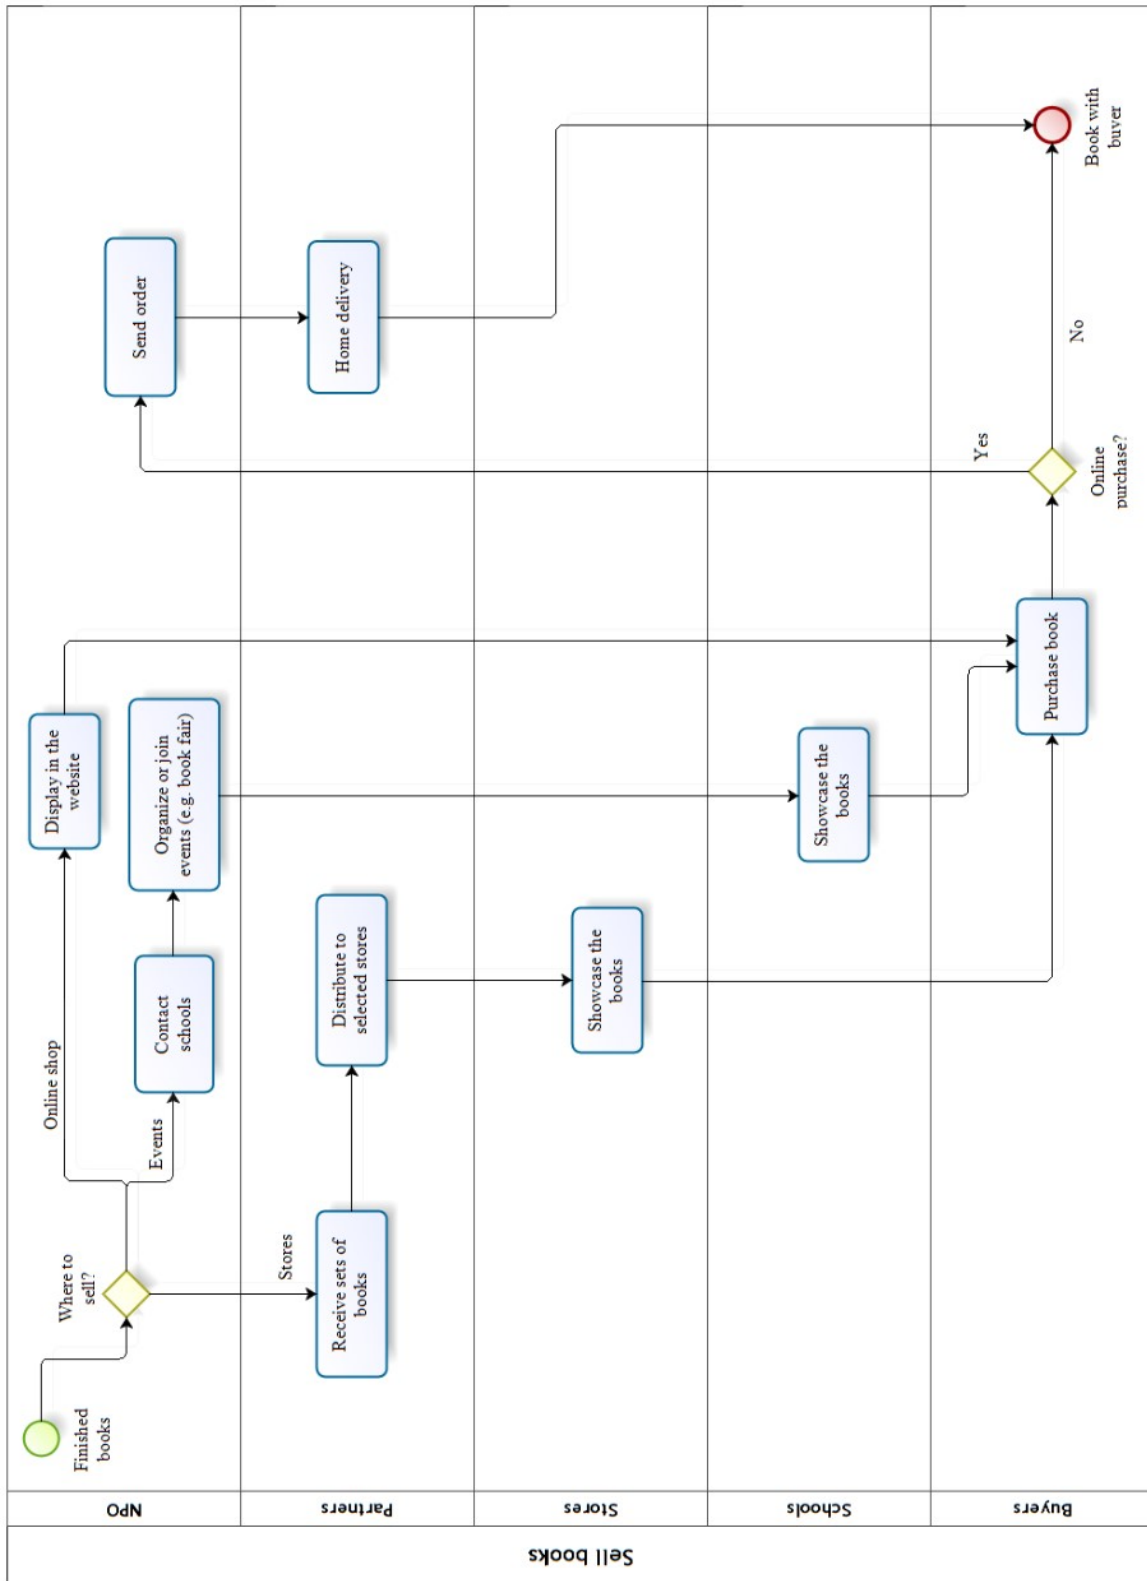 Sell books
NPO
Partners
Stores
Schools
Buyers
Finished
books
Where to
sell?
Online shop
Events
Stores
Display in the
website
Contact
schools
Organize or join
events (e.g. book fair)
Receive sets of
books
Distribute to
selected stores
Showcase the
books
Showcase the
books
Purchase book
Online
purchase?
Yes
No
Send order
Home delivery
Book with
buyer